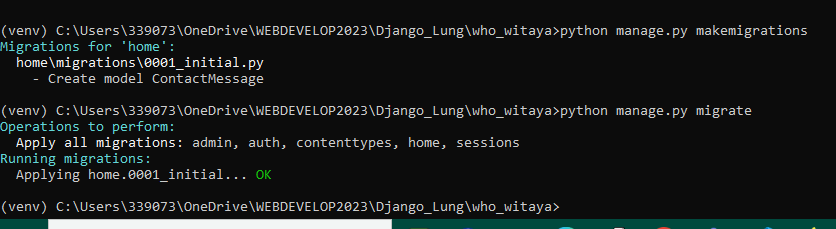 (venv) C:\Users\339073\OneDrive\WEBDEVELOP2023\Django_Lung\who_witaya>python manage.py makemigrations
Migrations for 'home':
  home\migrations\0001_initial.py
    - Create model ContactMessage
(venv) C:\Users\339073\OneDrive\WEBDEVELOP2023\Django_Lung\who_witaya>python manage.py migrate
Operations to perform:
  Apply all migrations: admin, auth, contenttypes, home, sessions
Running migrations:
  Applying home.0001_initial... OK
(venv) C:\Users\339073\OneDrive\WEBDEVELOP2023\Django_Lung\who_witaya>